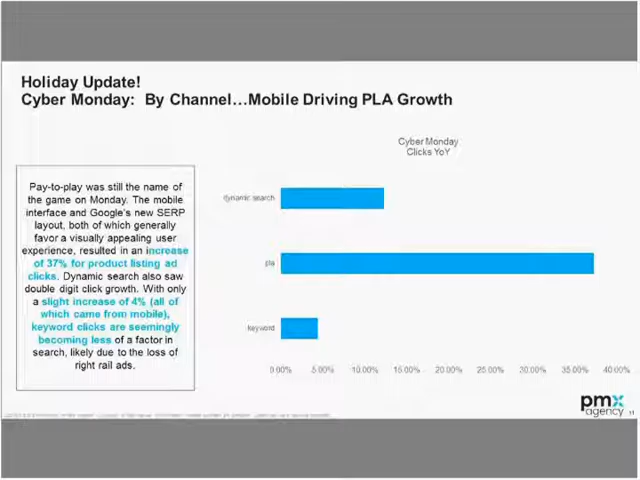 Holiday Update!
Cyber Monday: By Channel…Mobile Driving PLA Growth
Cyber Monday
Clicks YoY
Pay-to-play was still the name of
the game on Monday. The mobile
interface and Google's new SERP
layout, both of which generally
favor a visually appealing user
experience, resulted in an increase
of 37% for product listing ad
clicks. Dynamic search also saw
double digit click growth. With only
a slight increase of 4% (all of
which came from mobile),
keyword clicks are seemingly
becoming less of a factor in
search, likely due to the loss of
right rail ads.
dynamic search
pla
keyword
0.00% 5.00% 10.00% 15.00% 20.00% 25.00% 30.00% 35.00% 40.00%
pmx
agency